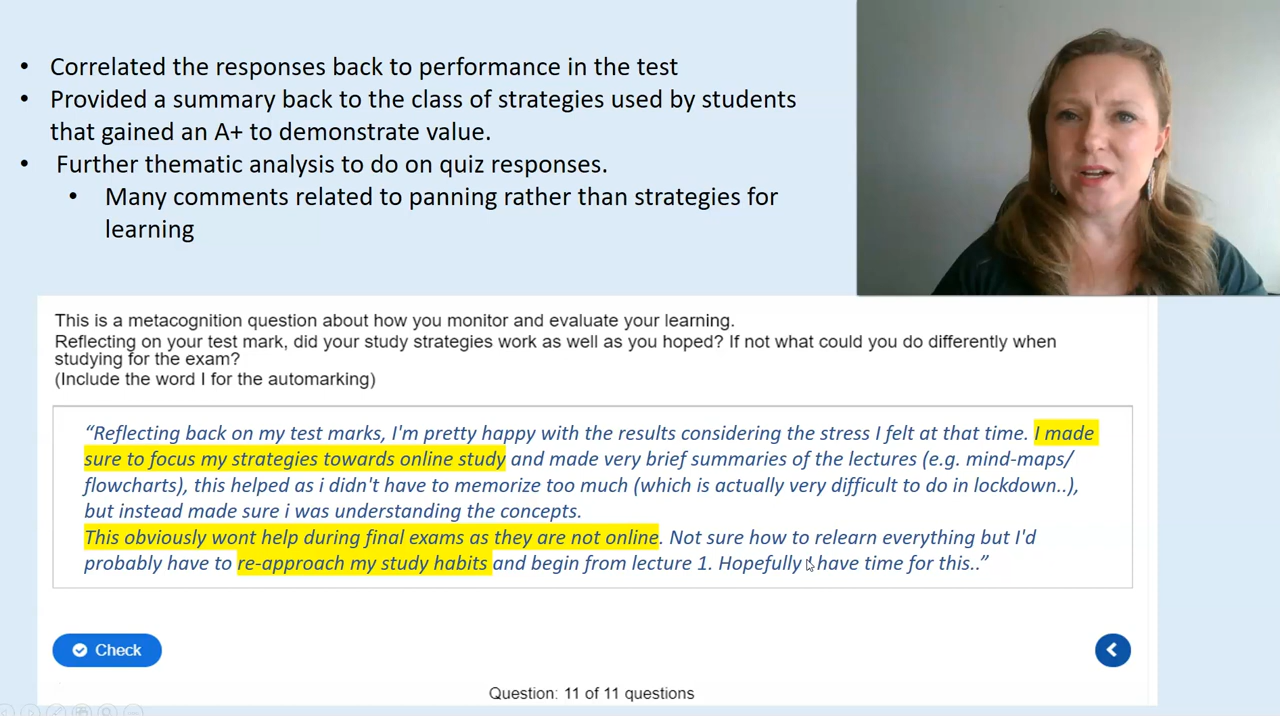 • Correlated the responses back to performance in the test
• Provided a summary back to the class of strategies used by students
that gained an A+ to demonstrate value.
• Further thematic analysis to do on quiz responses.
• Many comments related to panning rather than strategies for
learning
This is a metacognition question about how you monitor and evaluate your learning.
Reflecting on your test mark, did your study strategies work as well as you hoped? If not what could you do differently when
studying for the exam?
(Include the word I for the automarking)
“Reflecting back on my test marks, I'm pretty happy with the results considering the stress I felt at that time. I made
sure to focus my strategies towards online study and made very brief summaries of the lectures (e.g. mind-maps/
flowcharts), this helped as i didn't have to memorize too much (which is actually very difficult to do in lockdown..),
but instead made sure i was understanding the concepts.
This obviously wont help during final exams as they are not online. Not sure how to relearn everything but I'd
probably have to re-approach my study habits and begin from lecture 1. Hopefully I have time for this..”
Check
Question: 11 of 11 questions